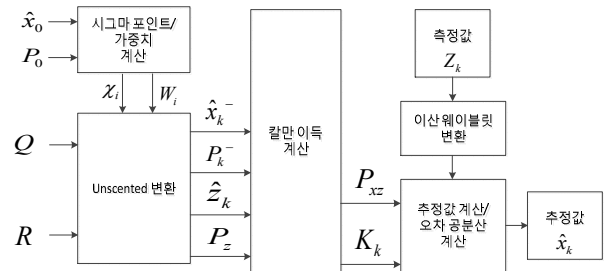 x̂₀
P₀
시그마 포인트/
가중치
계산
χᵢ
Wᵢ
Q
R
Unscented 변환
x̂ₖ⁻
Pₖ⁻
ẑₖ
P_z
칼만 이득
계산
P_xz
Kₖ
측정값
Zₖ
이산 웨이블릿
변환
추정값 계산/
오차 공분산
계산
추정값
x̂ₖ